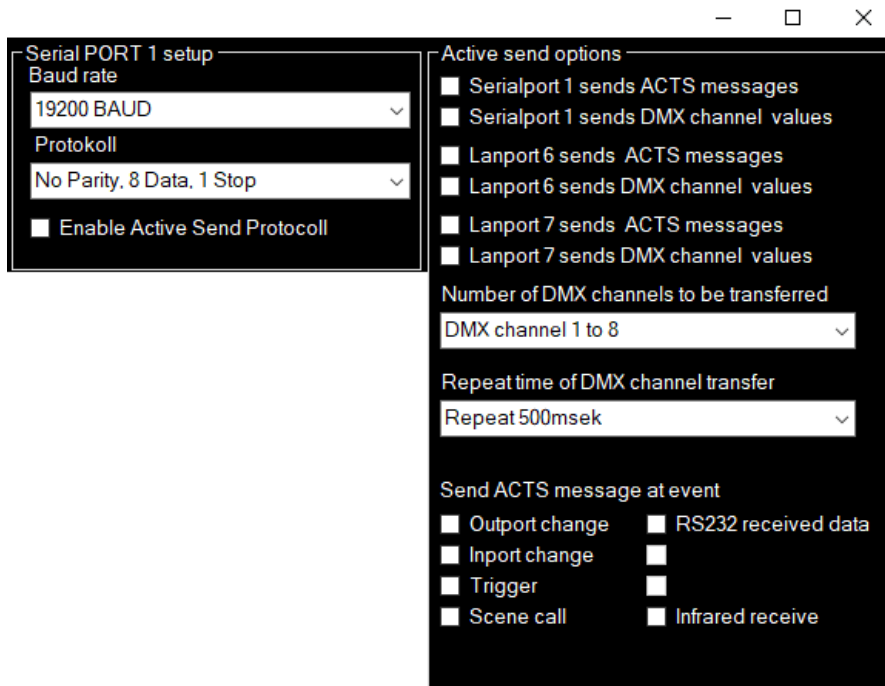 Serial PORT 1 setup
Baud rate
19200 BAUD
Protokoll
No Parity, 8 Data, 1 Stop
Enable Active Send Protocoll
Active send options
Serialport 1 sends ACTS messages
Serialport 1 sends DMX channel values
Lanport 6 sends ACTS messages
Lanport 6 sends DMX channel values
Lanport 7 sends ACTS messages
Lanport 7 sends DMX channel values
Number of DMX channels to be transferred
DMX channel 1 to 8
Repeat time of DMX channel transfer
Repeat 500msek
Send ACTS message at event
Outport change RS232 received data
Inport change
Trigger
Scene call Infrared receive